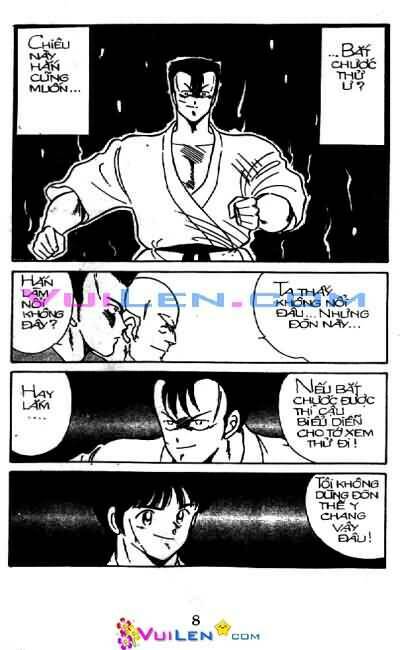 CHIÊU
NÀY,
HẮN
CŨNG
MUỐN...
...BẮT
CHƯỚC
THỬ
Ư?
HẮN
LÀM
NỔI
KHÔNG
ĐẤY?
TA THẤY
KHÔNG NỔI
ĐÂU...NHƯNG
ĐÒN NÀY...
VUILEN.COM
HAY
LẮM
....
NẾU BẮT
CHƯỚC ĐƯỢC
THÌ CẬU
BIỂU DIỄN
CHO TỚ XEM
THỬ ĐI!
TÔI KHÔNG
DÙNG ĐÒN
THẾ Y
CHANG
VẬY
ĐÂU!
8
VUILEN.COM